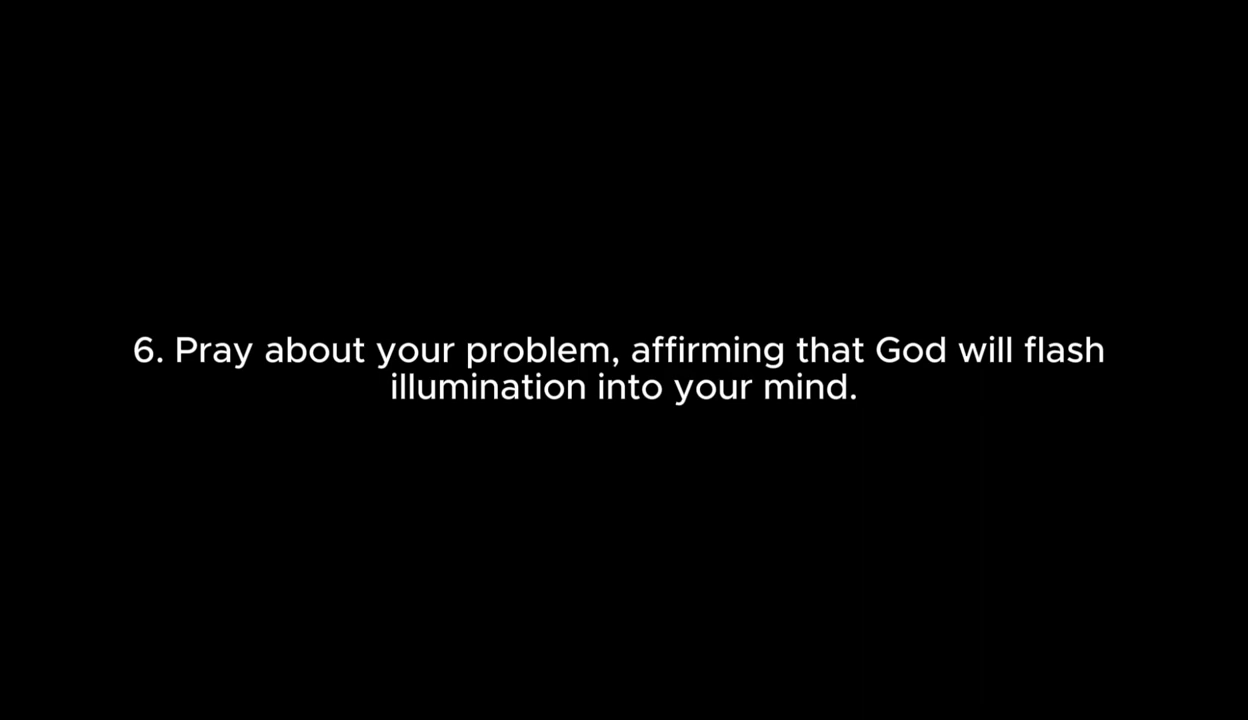 6. Pray about your problem, affirming that God will flash
illumination into your mind.